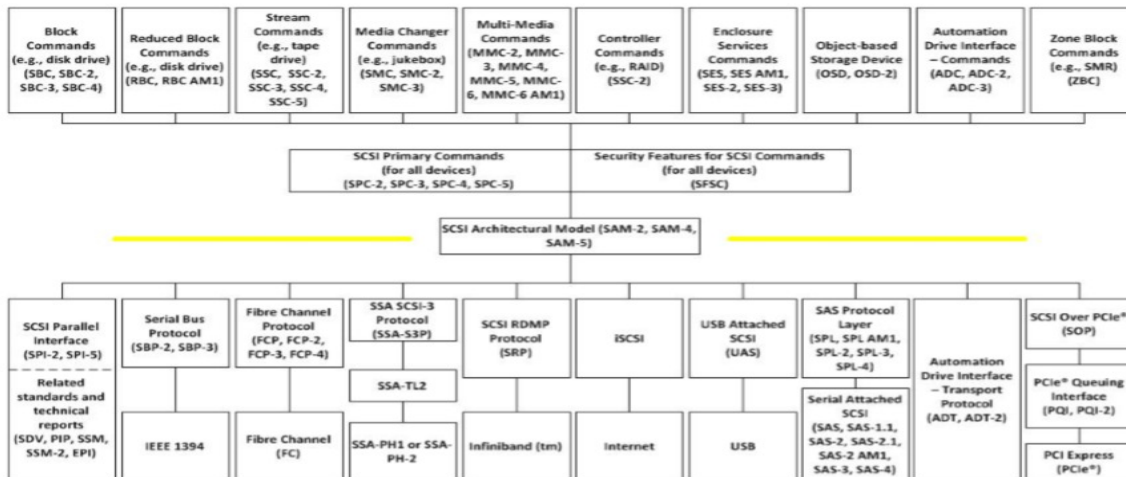 Block
Commands
(e.g., disk drive)
(SBC, SBC-2,
SBC-3, SBC-4)
Reduced Block
Commands
(e.g., disk drive)
(RBC, RBC AM1)
Stream
Commands
(e.g., tape
drive)
(SSC, SSC-2,
SSC-3, SSC-4,
SSC-5)
Media Changer
Commands
(e.g., jukebox)
(SMC, SMC-2,
SMC-3)
Multi-Media
Commands
(MMC-2, MMC-
3, MMC-4,
MMC-5, MMC-
6, MMC-6 AM1)
Controller
Commands
(e.g., RAID)
(SSC-2)
Enclosure
Services
Commands
(SES, SES AM1,
SES-2, SES-3)
Object-based
Storage Device
(OSD, OSD-2)
Automation
Drive Interface
– Commands
(ADC, ADC-2,
ADC-3)
Zone Block
Commands
(e.g., SMR)
(ZBC)
SCSI Primary Commands
(for all devices)
(SPC-2, SPC-3, SPC-4, SPC-5)
Security Features for SCSI Commands
(for all devices)
(SFSC)
SCSI Architectural Model (SAM-2, SAM-4,
SAM-5)
SCSI Parallel
Interface
(SPI-2, SPI-5)
Related
standards and
technical
reports
(SDV, PIP, SSM,
SSM-2, EPI)
Serial Bus
Protocol
(SBP-2, SBP-3)
IEEE 1394
Fibre Channel
Protocol
(FCP, FCP-2,
FCP-3, FCP-4)
Fibre Channel
(FC)
SSA SCSI-3
Protocol
(SSA-S3P)
SSA-TL2
SSA-PH1 or SSA-
PH-2
SCSI RDMP
Protocol
(SRP)
Infiniband (tm)
iSCSI
Internet
USB Attached
SCSI
(UAS)
USB
SAS Protocol
Layer
(SPL, SPL AM1,
SPL-2, SPL-3,
SPL-4)
Serial Attached
SCSI
(SAS, SAS-1.1,
SAS-2, SAS-2.1,
SAS-2 AM1,
SAS-3, SAS-4)
Automation
Drive Interface
– Transport
Protocol
(ADT, ADT-2)
SCSI Over PCIe®
(SOP)
PCIe® Queuing
Interface
(PQI, PQI-2)
PCI Express
(PCIe®)